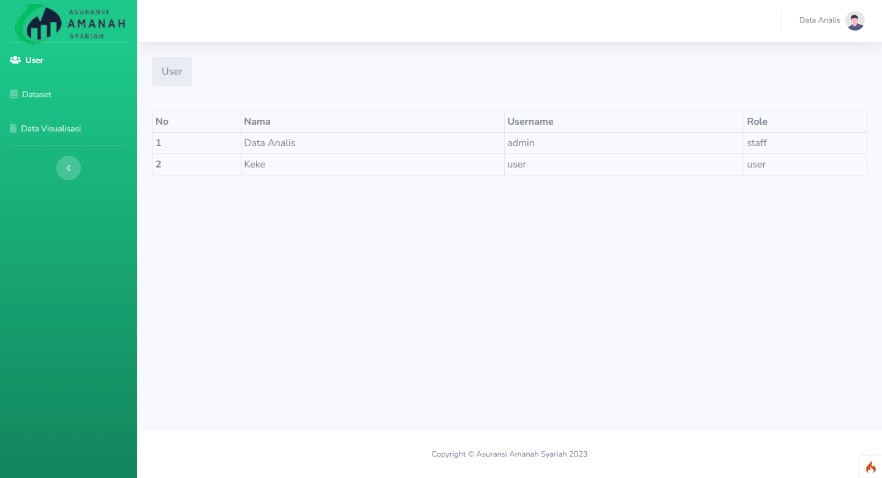 ASURANSI
AMANAH
SYARIAH
Data Analis
User
Dataset
Data Visualisasi
User
No Nama Username Role
1 Data Analis admin staff
2 Keke user user
Copyright © Asuransi Amanah Syariah 2023